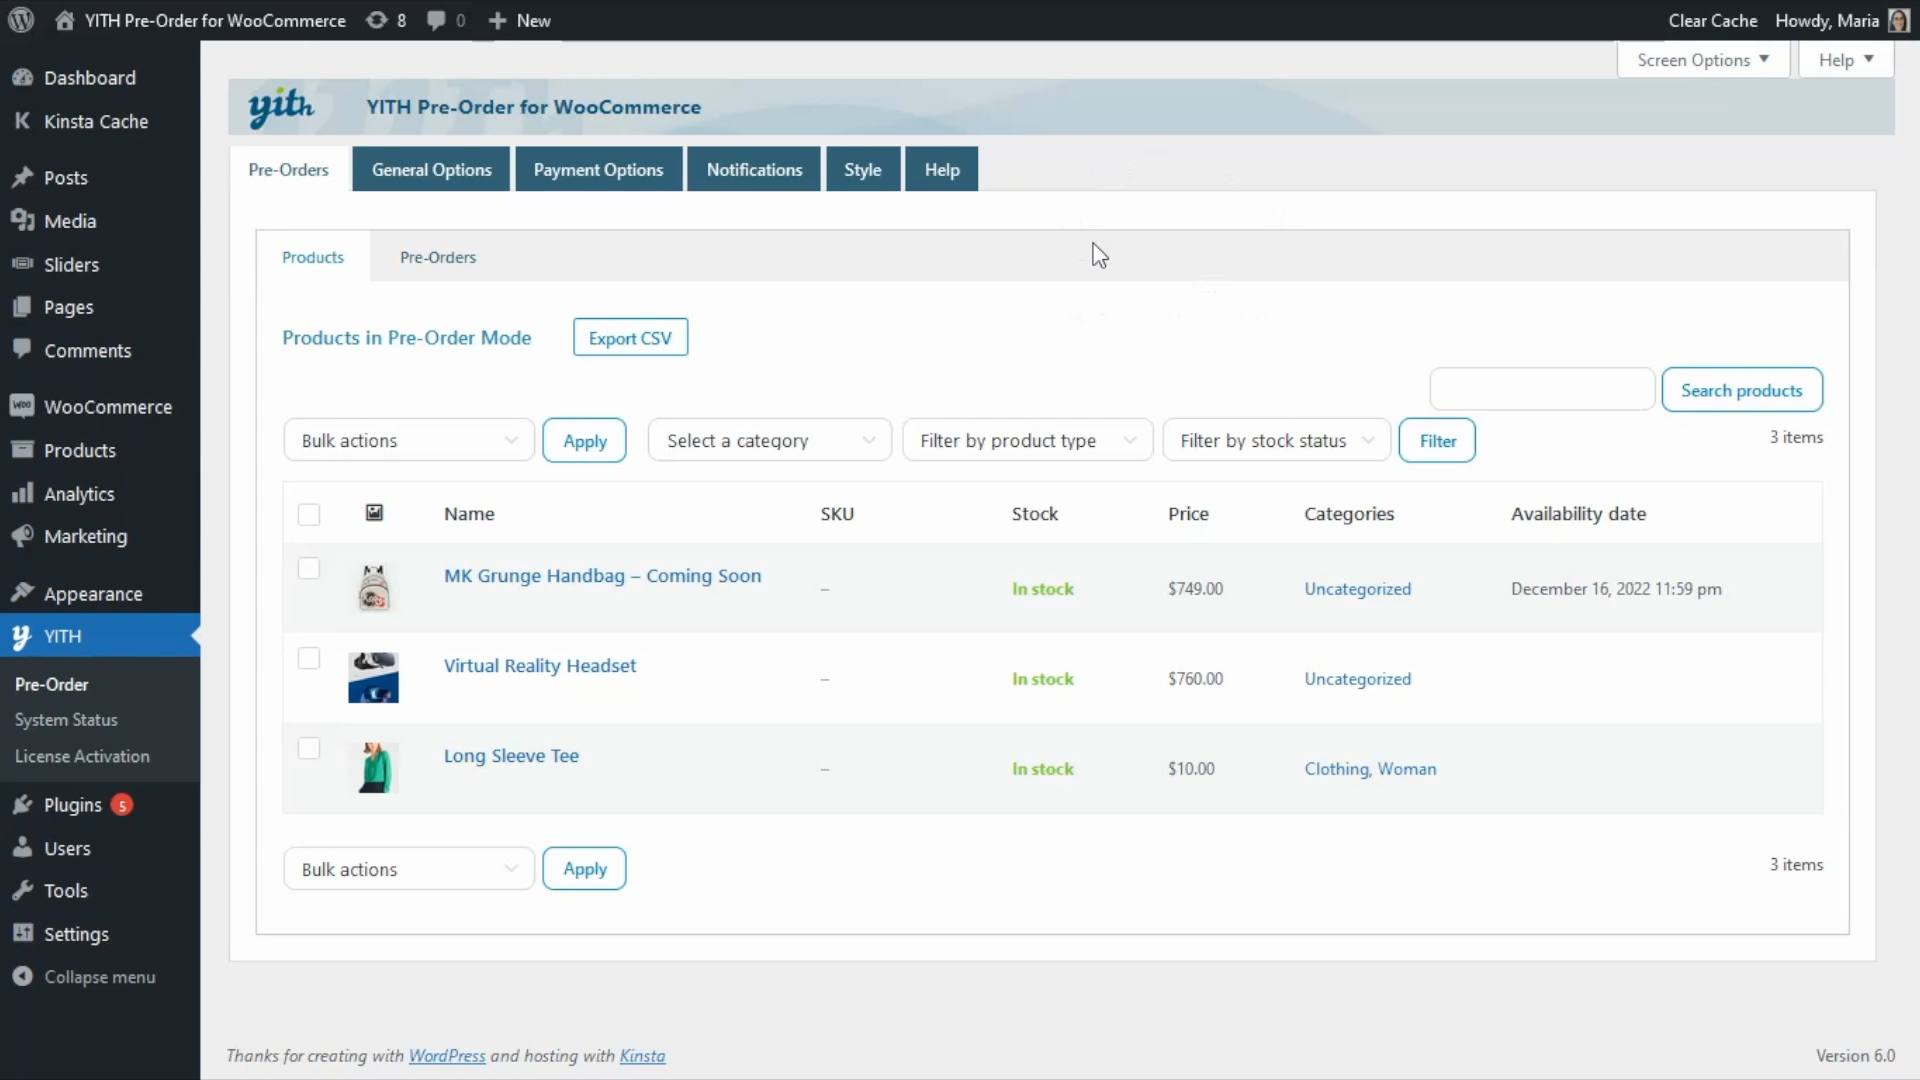 YITH Pre-Order for WooCommerce 8 0 New Clear Cache Howdy, Maria
Screen Options Help
Dashboard
Kinsta Cache
Posts
Media
Sliders
Pages
Comments
WooCommerce
Products
Analytics
Marketing
Appearance
YITH
Pre-Order
System Status
License Activation
Plugins 5
Users
Tools
Settings
Collapse menu
yith YITH Pre-Order for WooCommerce
Pre-Orders General Options Payment Options Notifications Style Help
Products Pre-Orders
Products in Pre-Order Mode Export CSV
Search products
Bulk actions Apply Select a category Filter by product type Filter by stock status Filter 3 items
Name SKU Stock Price Categories Availability date
MK Grunge Handbag – Coming Soon – In stock $749.00 Uncategorized December 16, 2022 11:59 pm
Virtual Reality Headset – In stock $760.00 Uncategorized
Long Sleeve Tee – In stock $10.00 Clothing, Woman
Bulk actions Apply 3 items
Thanks for creating with WordPress and hosting with Kinsta Version 6.0